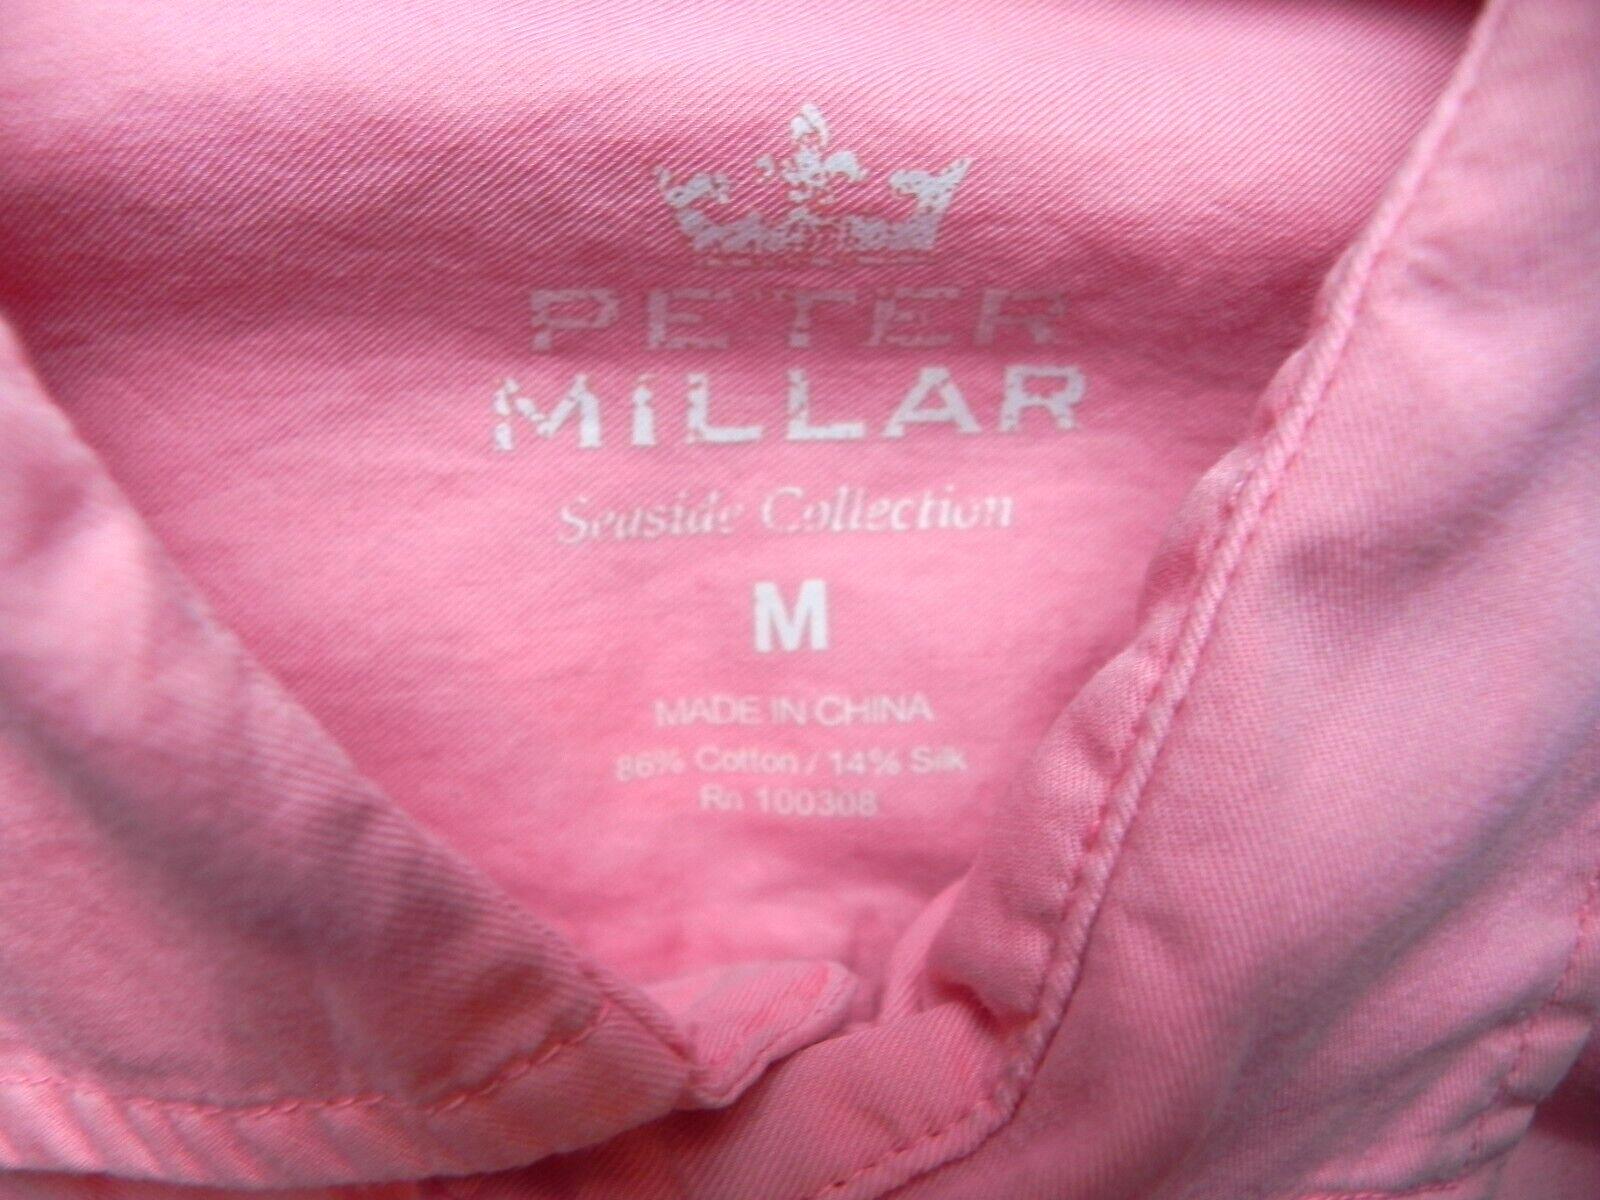 PETER
MILLAR
Seaside Collection
M
MADE IN CHINA
86% Cotton / 14% Silk
Rn 100308